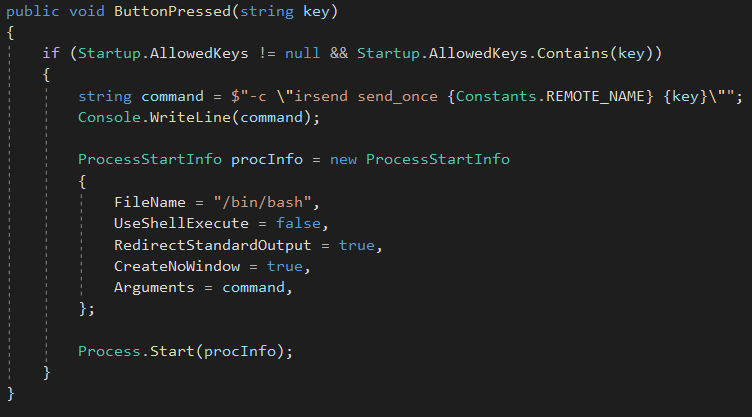 public void ButtonPressed(string key)
{
    if (Startup.AllowedKeys != null && Startup.AllowedKeys.Contains(key))
    {
        string command = $"-c \"irsend send_once {Constants.REMOTE_NAME} {key}\"";
        Console.WriteLine(command);

        ProcessStartInfo procInfo = new ProcessStartInfo
        {
            FileName = "/bin/bash",
            UseShellExecute = false,
            RedirectStandardOutput = true,
            CreateNoWindow = true,
            Arguments = command,
        };

        Process.Start(procInfo);
    }
}